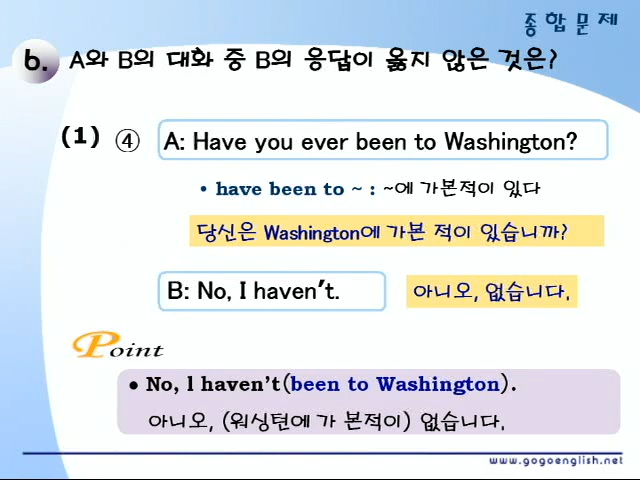 종합문제
b. A와 B의 대화 중 B의 응답이 옳지 않은 것은?
(1) ④ A: Have you ever been to Washington?
• have been to ~ : ~에 가본적이 있다
당신은 Washington에 가본 적이 있습니까?
B: No, I haven't. 아니오, 없습니다.
Point
• No, l haven't(been to Washington).
아니오, (워싱턴에 가 본적이) 없습니다.
www.gogoenglish.net